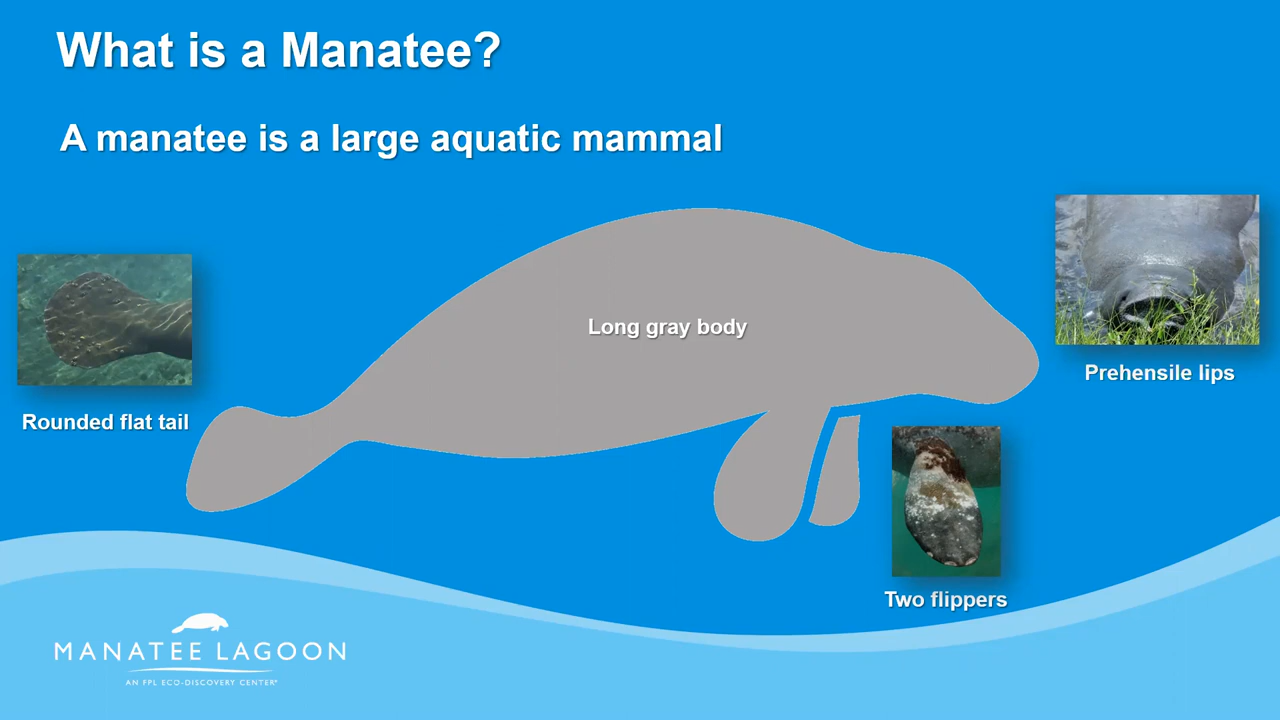 What is a Manatee?
A manatee is a large aquatic mammal
Long gray body
Prehensile lips
Rounded flat tail
Two flippers
MANATEE LAGOON
AN FPL ECO-DISCOVERY CENTER®